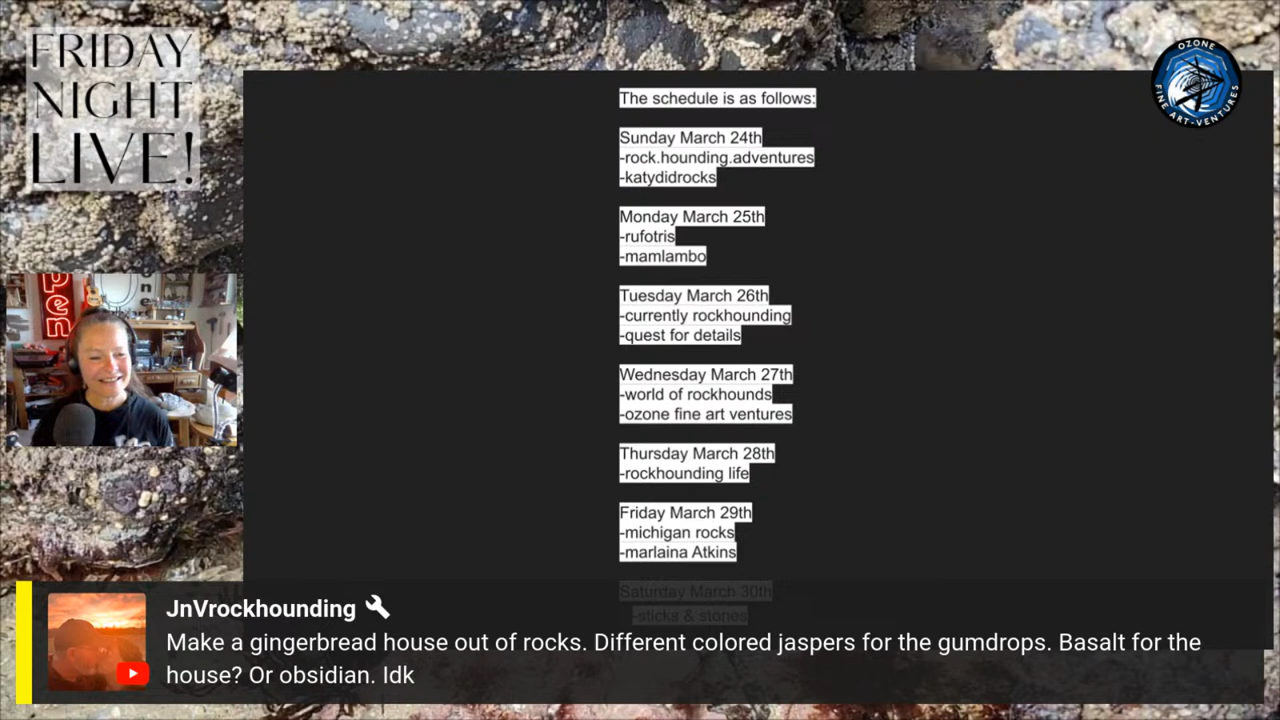 FRIDAY
NIGHT
LIVE!
OZONE
FINE ART-VENTURES
The schedule is as follows:
Sunday March 24th
-rock.hounding.adventures
-katydidrocks
Monday March 25th
-rufotris
-mamlambo
Tuesday March 26th
-currently rockhounding
-quest for details
Wednesday March 27th
-world of rockhounds
-ozone fine art ventures
Thursday March 28th
-rockhounding life
Friday March 29th
-michigan rocks
-marlaina Atkins
Saturday March 30th
-sticks & stones
pen
JnVrockhounding
Make a gingerbread house out of rocks. Different colored jaspers for the gumdrops. Basalt for the
house? Or obsidian. Idk